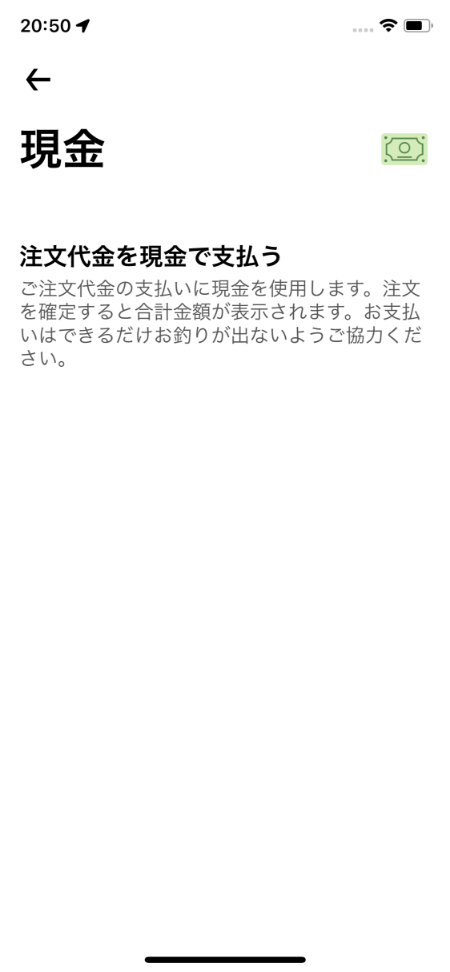 20:50
現金
注文代金を現金で支払う
ご注文代金の支払いに現金を使用します。注文
を確定すると合計金額が表示されます。お支払
いはできるだけお釣りが出ないようご協力くだ
さい。